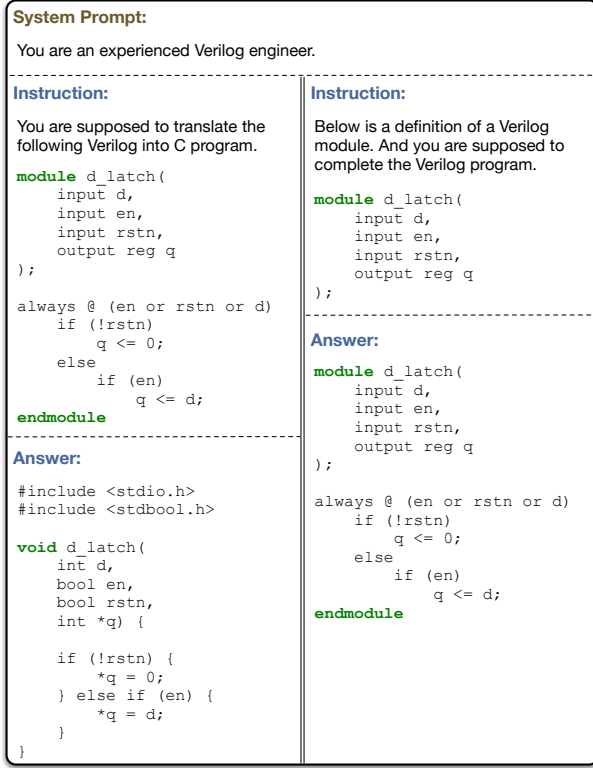 System Prompt:
You are an experienced Verilog engineer.
Instruction:
You are supposed to translate the
following Verilog into C program.
module d_latch(
    input d,
    input en,
    input rstn,
    output reg q
);
always @ (en or rstn or d)
    if (!rstn)
        q <= 0;
    else
        if (en)
            q <= d;
endmodule
Answer:
#include <stdio.h>
#include <stdbool.h>
void d_latch(
    int d,
    bool en,
    bool rstn,
    int *q) {
    if (!rstn) {
        *q = 0;
    } else if (en) {
        *q = d;
    }
}
Instruction:
Below is a definition of a Verilog
module. And you are supposed to
complete the Verilog program.
module d_latch(
    input d,
    input en,
    input rstn,
    output reg q
);
Answer:
module d_latch(
    input d,
    input en,
    input rstn,
    output reg q
);
always @ (en or rstn or d)
    if (!rstn)
        q <= 0;
    else
        if (en)
            q <= d;
endmodule